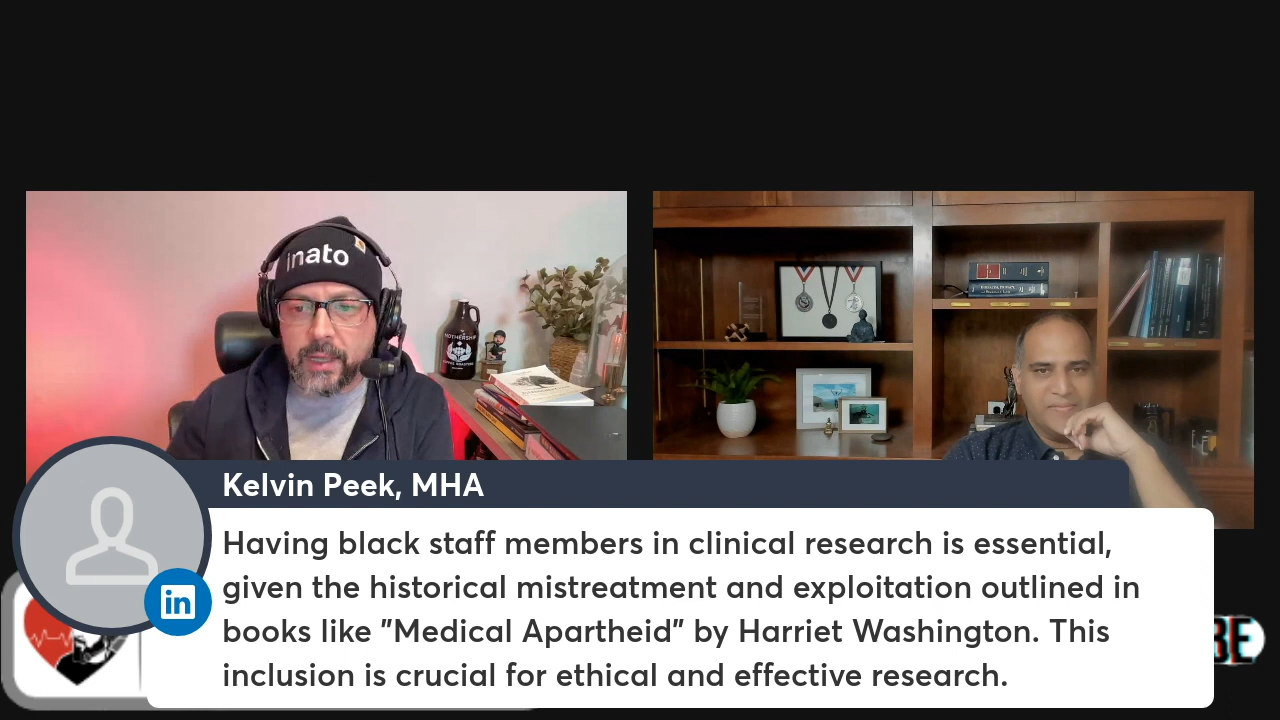 inato
MOTHERSHIP
Kelvin Peek, MHA
Having black staff members in clinical research is essential,
given the historical mistreatment and exploitation outlined in
books like "Medical Apartheid" by Harriet Washington. This
inclusion is crucial for ethical and effective research.
in
BE